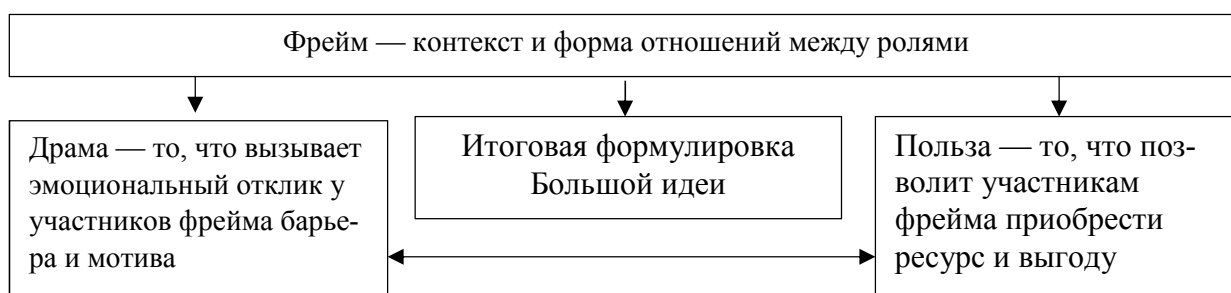 Фрейм — контекст и форма отношений между ролями
Драма — то, что вызывает
эмоциональный отклик у
участников фрейма барье-
ра и мотива
Итоговая формулировка
Большой идеи
Польза — то, что поз-
волит участникам
фрейма приобрести
ресурс и выгоду